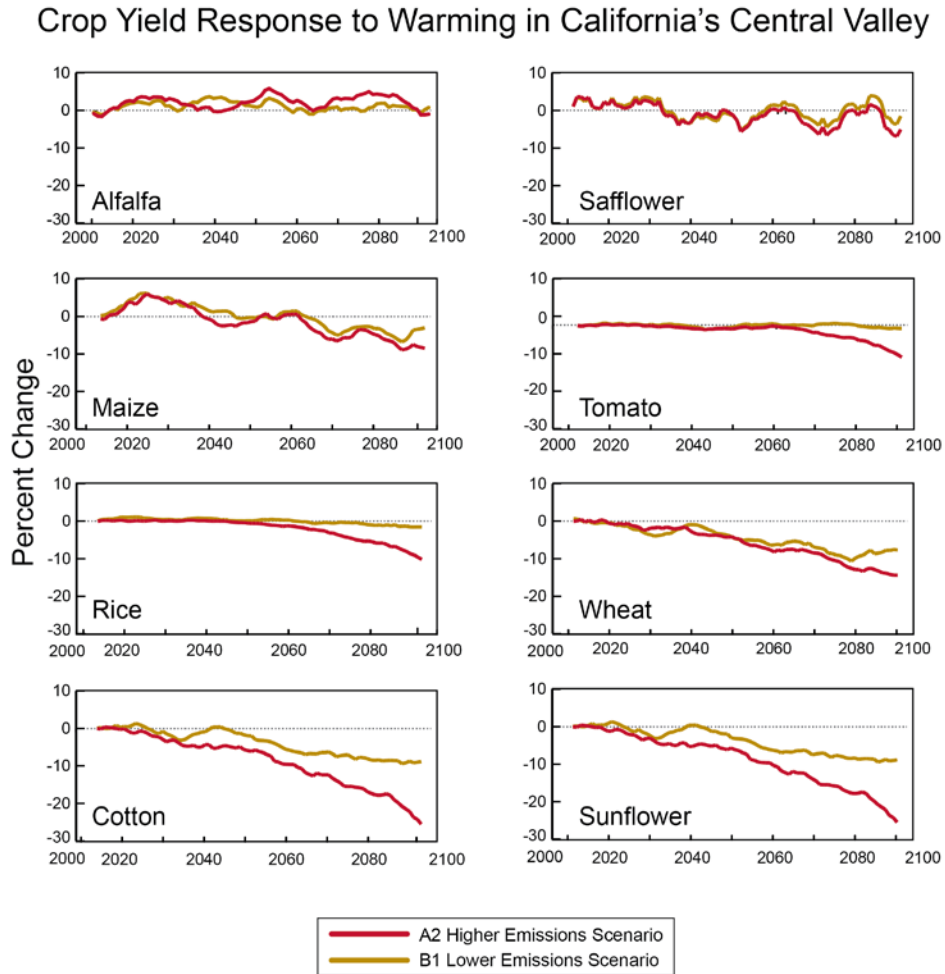 Crop Yield Response to Warming in California's Central Valley
Percent Change
10
0
-10
-20
-30
Alfalfa
2000 2020 2040 2060 2080 2100
10
0
-10
-20
-30
Safflower
2000 2020 2040 2060 2080 2100
10
0
-10
-20
-30
Maize
2000 2020 2040 2060 2080 2100
10
0
-10
-20
-30
Tomato
2000 2020 2040 2060 2080 2100
10
0
-10
-20
-30
Rice
2000 2020 2040 2060 2080 2100
10
0
-10
-20
-30
Wheat
2000 2020 2040 2060 2080 2100
10
0
-10
-20
-30
Cotton
2000 2020 2040 2060 2080 2100
10
0
-10
-20
-30
Sunflower
2000 2020 2040 2060 2080 2100
A2 Higher Emissions Scenario
B1 Lower Emissions Scenario